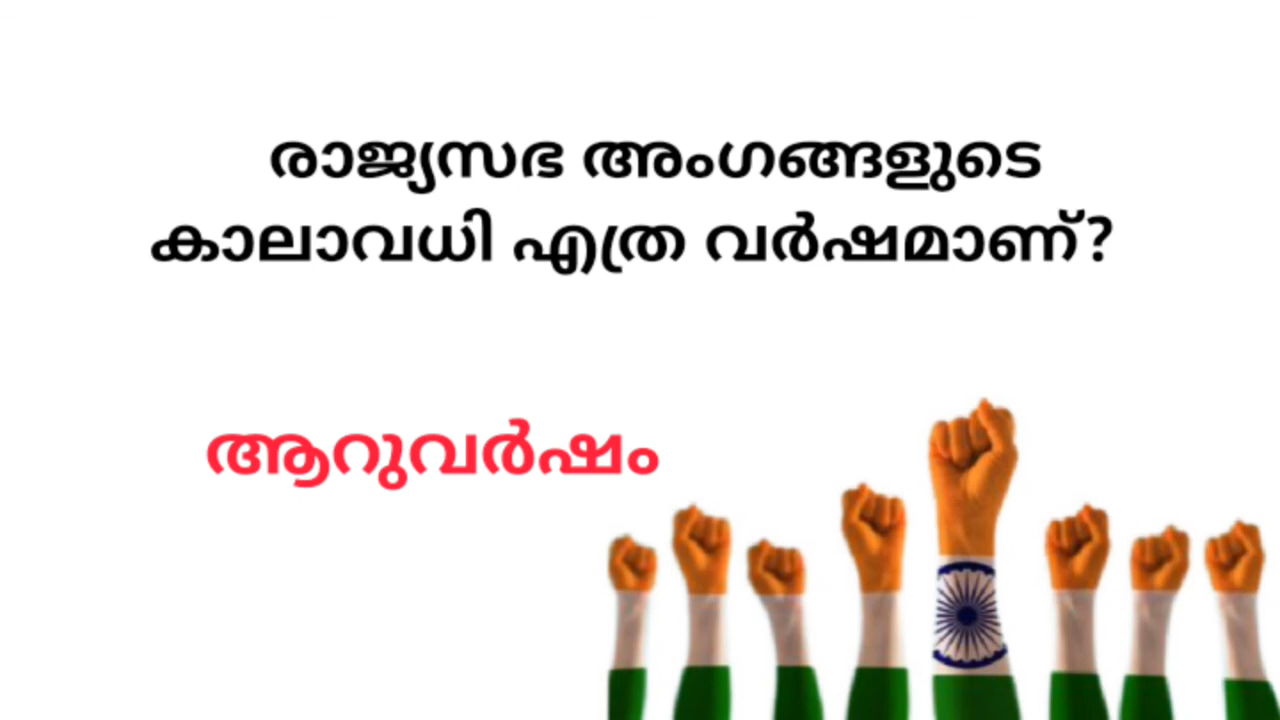 രാജ്യസഭ അംഗങ്ങളുടെ
കാലാവധി എത്ര വർഷമാണ്?
ആറുവർഷം